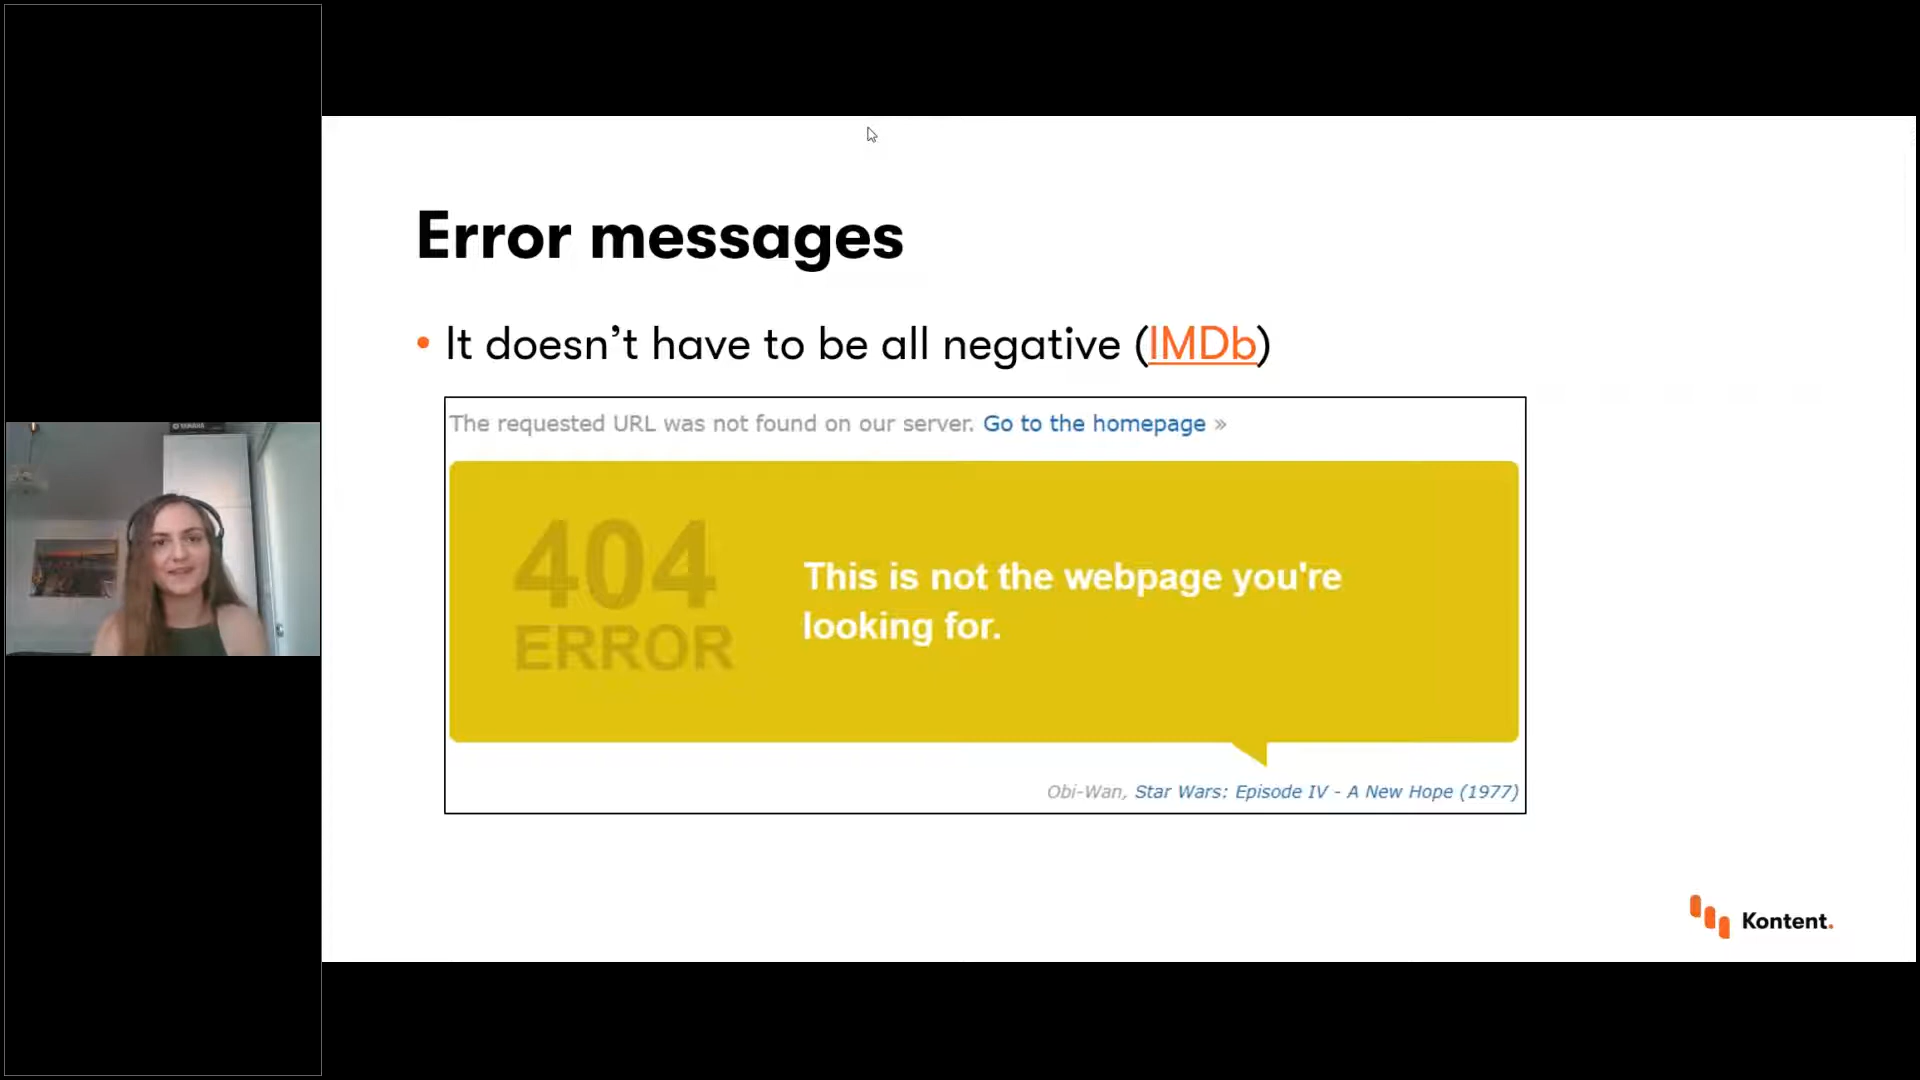 Error messages
• It doesn’t have to be all negative (IMDb)
The requested URL was not found on our server. Go to the homepage »
404
ERROR
This is not the webpage you're
looking for.
Obi-Wan, Star Wars: Episode IV - A New Hope (1977)
Kontent.
YAMAHA